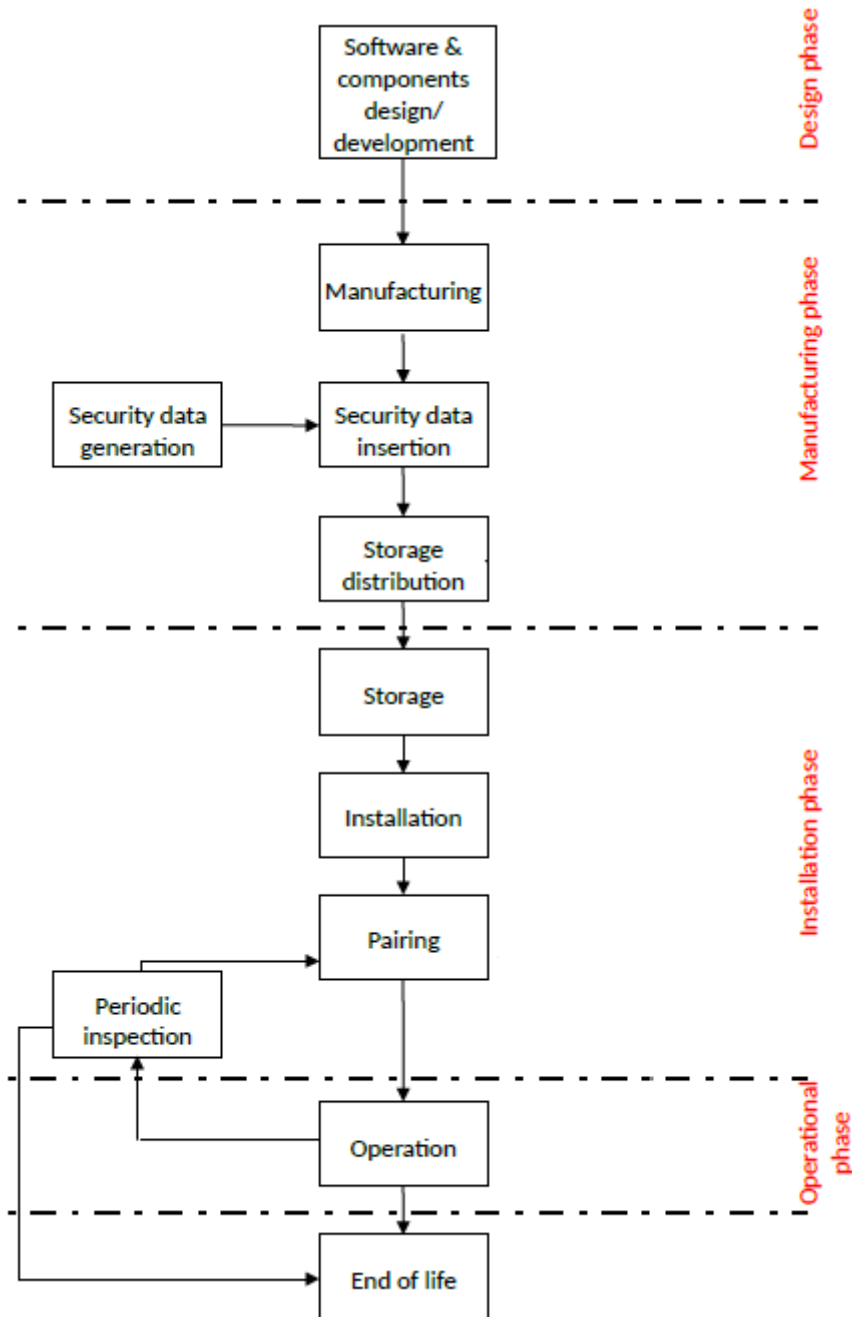 Software &
components
design/
development
Design phase
Manufacturing
Manufacturing phase
Security data
generation
Security data
insertion
Storage
distribution
Storage
Installation
Installation phase
Pairing
Periodic
inspection
Operation
Operational
phase
End of life